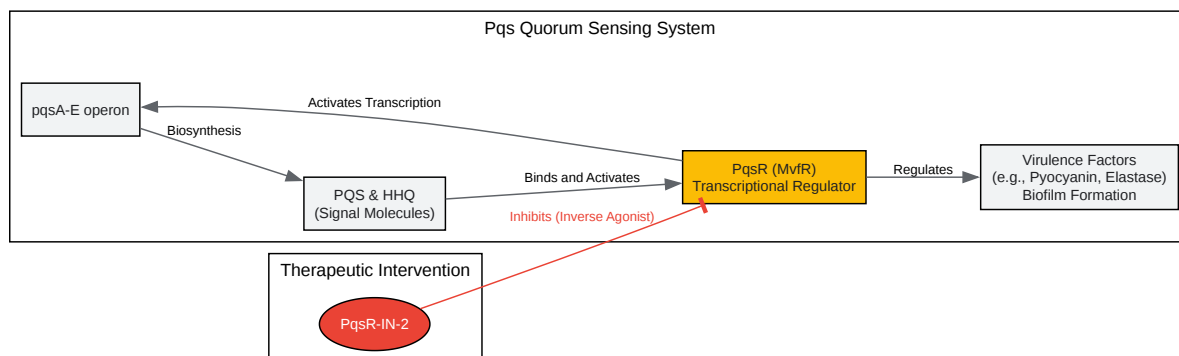 Pqs Quorum Sensing System
pqsA-E operon
Activates Transcription
Biosynthesis
PQS & HHQ
(Signal Molecules)
Binds and Activates
PqsR (MvfR)
Transcriptional Regulator
Regulates
Virulence Factors
(e.g., Pyocyanin, Elastase)
Biofilm Formation
Inhibits (Inverse Agonist)
Therapeutic Intervention
PqsR-IN-2